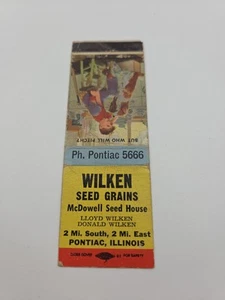 BUT WHO WILL PITCH?
Ph. Pontiac 5666
WILKEN
SEED GRAINS
McDowell Seed House
LLOYD WILKEN
DONALD WILKEN
2 Mi. South, 2 Mi. East
PONTIAC, ILLINOIS